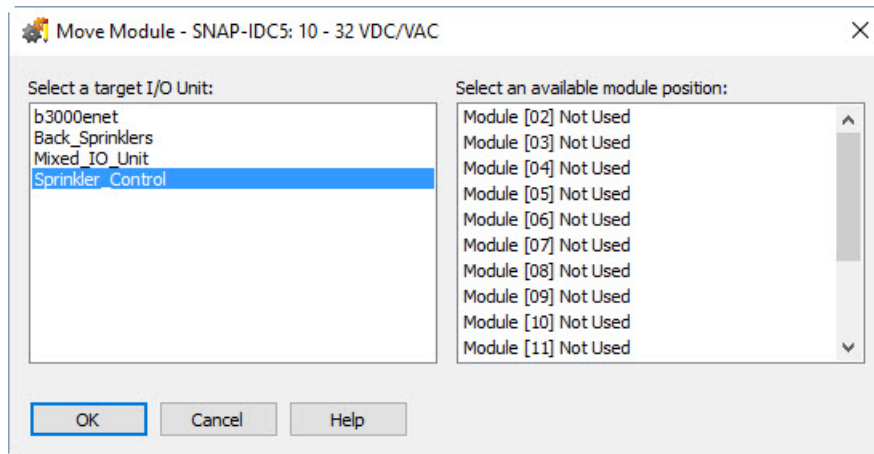 Move Module - SNAP-IDC5: 10 - 32 VDC/VAC
Select a target I/O Unit:
b3000enet
Back_Sprinklers
Mixed_IO_Unit
Sprinkler_Control
Select an available module position:
Module [02] Not Used
Module [03] Not Used
Module [04] Not Used
Module [05] Not Used
Module [06] Not Used
Module [07] Not Used
Module [08] Not Used
Module [09] Not Used
Module [10] Not Used
Module [11] Not Used
OK Cancel Help